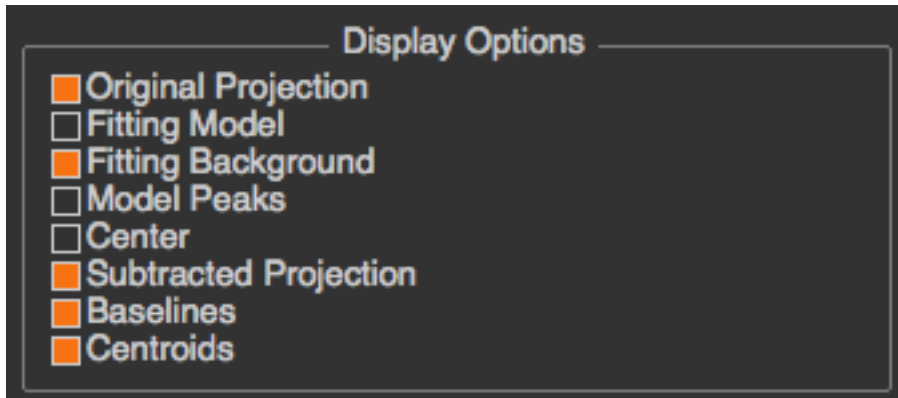 Display Options
Original Projection
Fitting Model
Fitting Background
Model Peaks
Center
Subtracted Projection
Baselines
Centroids